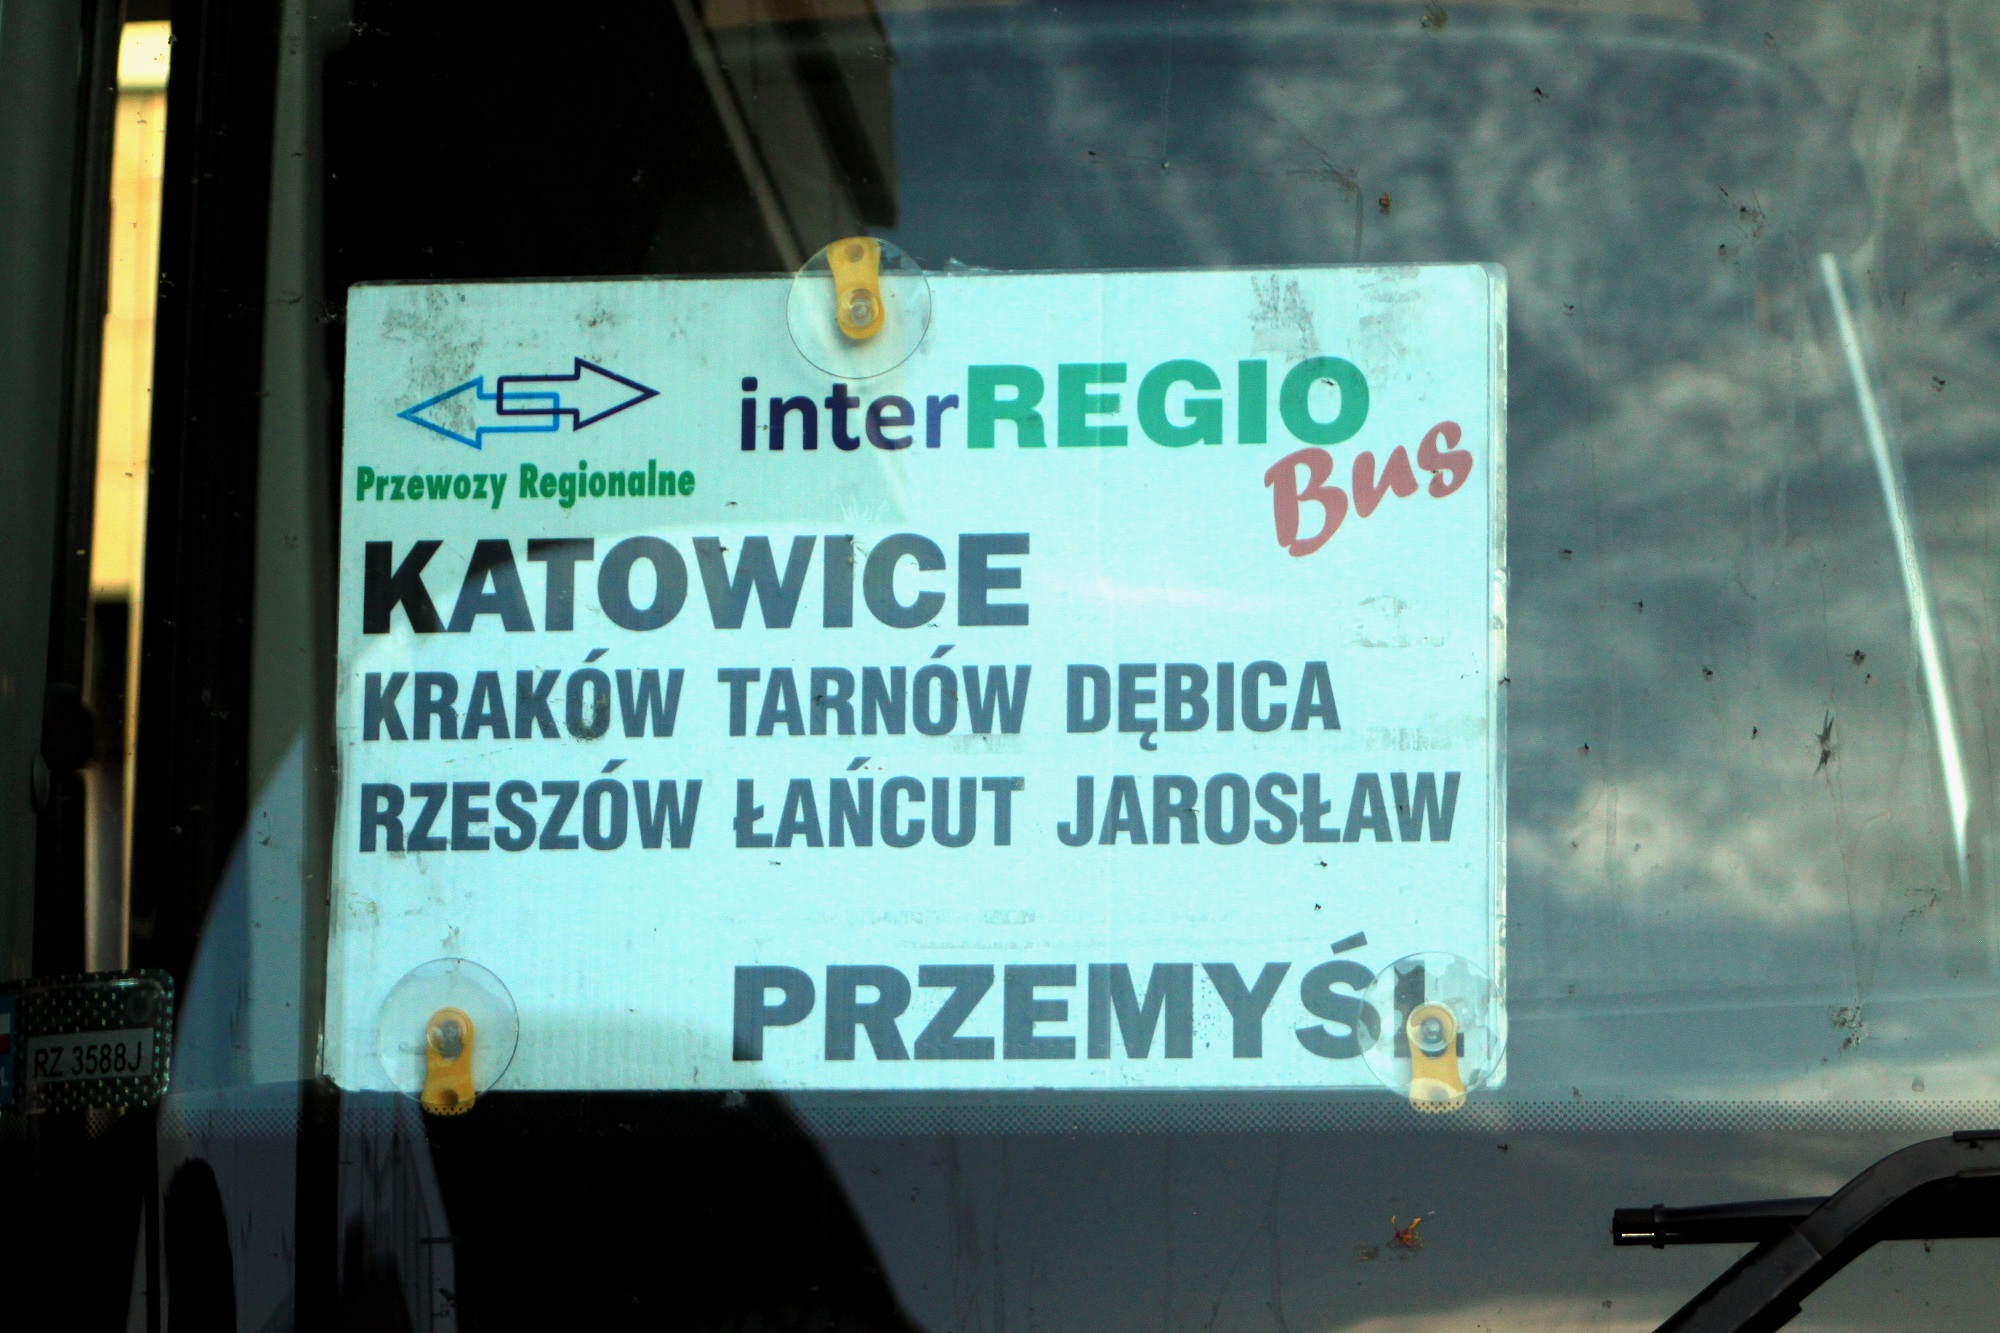 interREGIO
Bus
Przewozy Regionalne
KATOWICE
KRAKÓW TARNÓW DĘBICA
RZESZÓW ŁAŃCUT JAROSŁAW
PRZEMYŚL
RZ 3588J